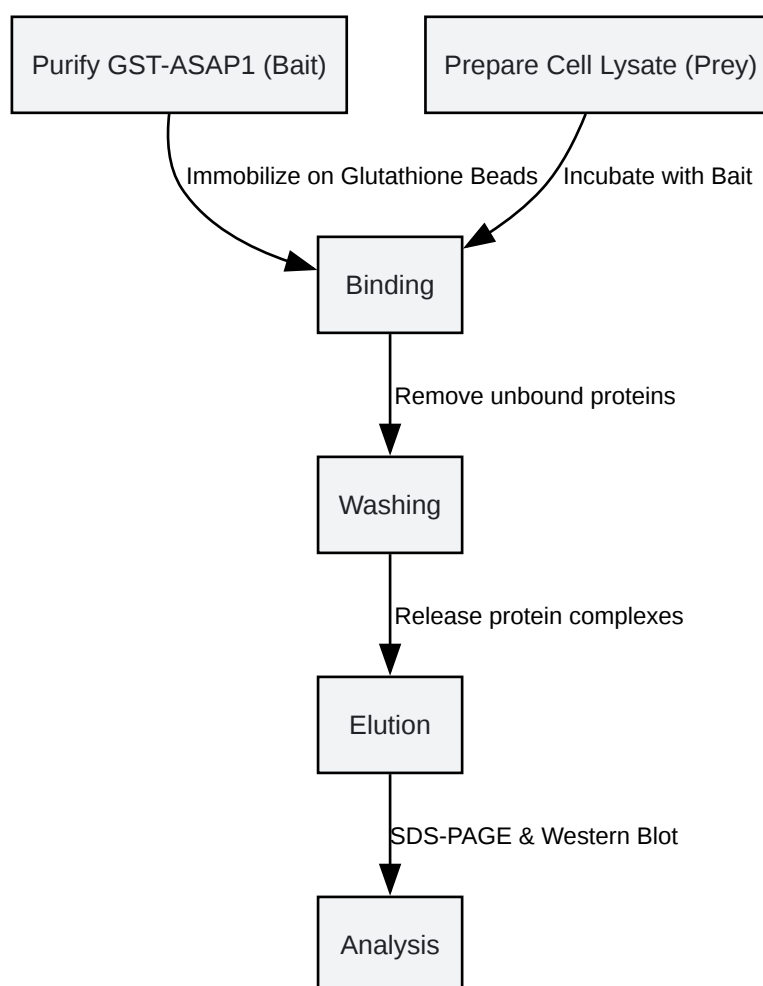 Purify GST-ASAP1 (Bait)
Prepare Cell Lysate (Prey)
Immobilize on Glutathione Beads
Incubate with Bait
Binding
Remove unbound proteins
Washing
Release protein complexes
Elution
SDS-PAGE & Western Blot
Analysis